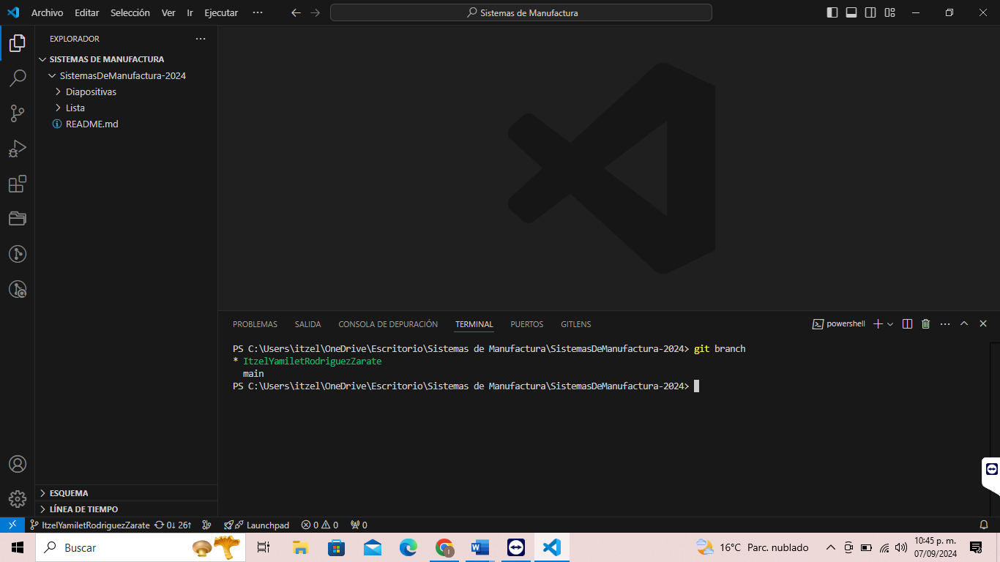 Archivo Editar Selección Ver Ir Ejecutar ··· Sistemas de Manufactura
EXPLORADOR ···
SISTEMAS DE MANUFACTURA
SistemasDeManufactura-2024
Diapositivas
Lista
README.md
PROBLEMAS SALIDA CONSOLA DE DEPURACIÓN TERMINAL PUERTOS GITLENS powershell
PS C:\Users\itzel\OneDrive\Escritorio\Sistemas de Manufactura\SistemasDeManufactura-2024> git branch
* ItzelYamiletRodriguezZarate
main
PS C:\Users\itzel\OneDrive\Escritorio\Sistemas de Manufactura\SistemasDeManufactura-2024>
ESQUEMA
LÍNEA DE TIEMPO
ItzelYamiletRodriguezZarate 0↓ 26↑ Launchpad 0 0 0
Buscar 16°C Parc. nublado 10:45 p. m.
07/09/2024